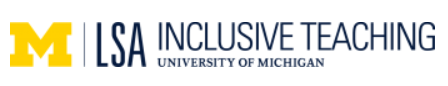 M LSA INCLUSIVE TEACHING
UNIVERSITY OF MICHIGAN